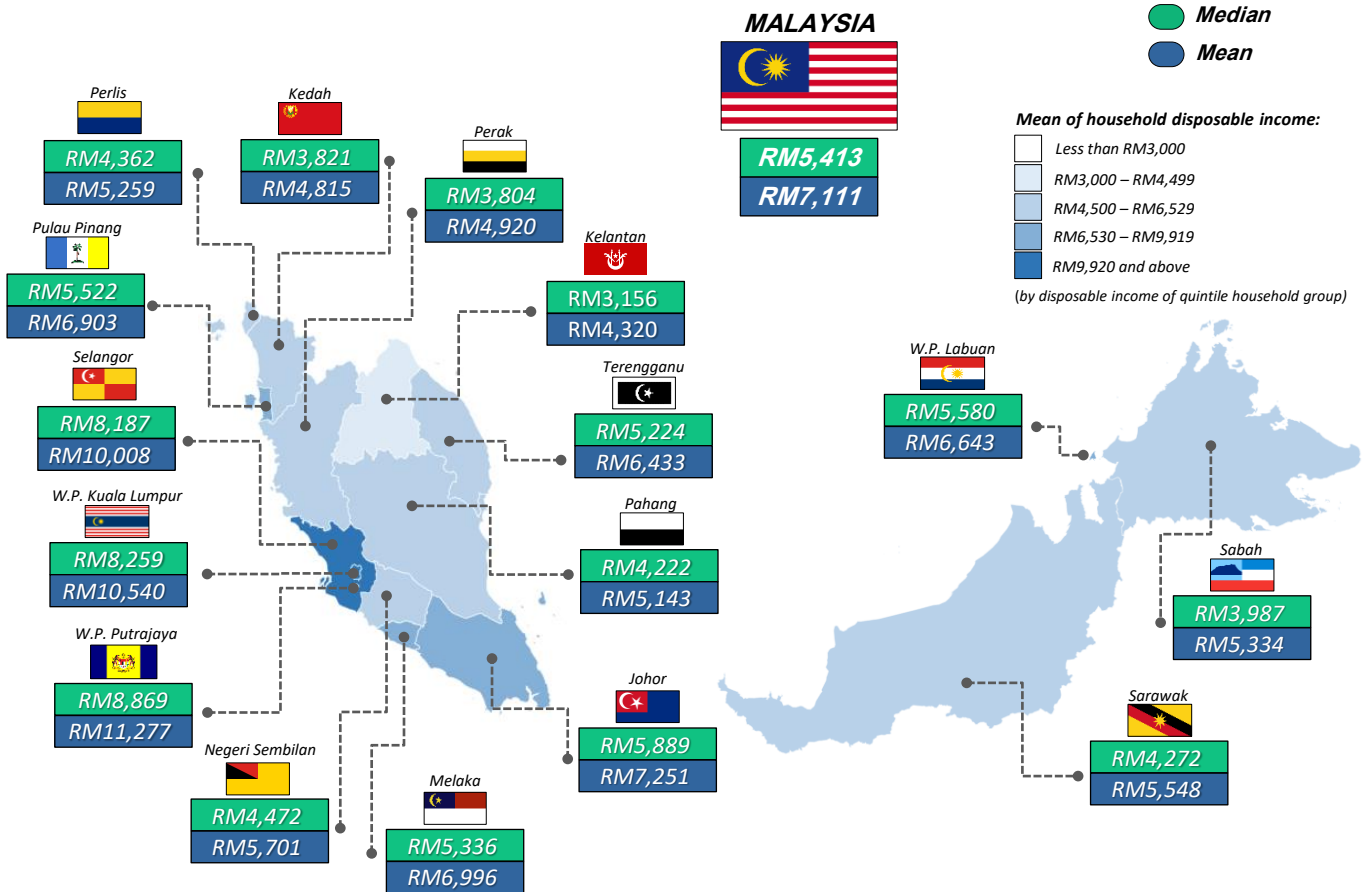 MALAYSIA
RM5,413
RM7,111
Median
Mean
Mean of household disposable income:
Less than RM3,000
RM3,000 – RM4,499
RM4,500 – RM6,529
RM6,530 – RM9,919
RM9,920 and above
(by disposable income of quintile household group)
Perlis
RM4,362
RM5,259
Kedah
RM3,821
RM4,815
Perak
RM3,804
RM4,920
Pulau Pinang
RM5,522
RM6,903
Kelantan
RM3,156
RM4,320
Selangor
RM8,187
RM10,008
Terengganu
RM5,224
RM6,433
W.P. Labuan
RM5,580
RM6,643
W.P. Kuala Lumpur
RM8,259
RM10,540
Pahang
RM4,222
RM5,143
Sabah
RM3,987
RM5,334
W.P. Putrajaya
RM8,869
RM11,277
Johor
RM5,889
RM7,251
Sarawak
RM4,272
RM5,548
Negeri Sembilan
RM4,472
RM5,701
Melaka
RM5,336
RM6,996